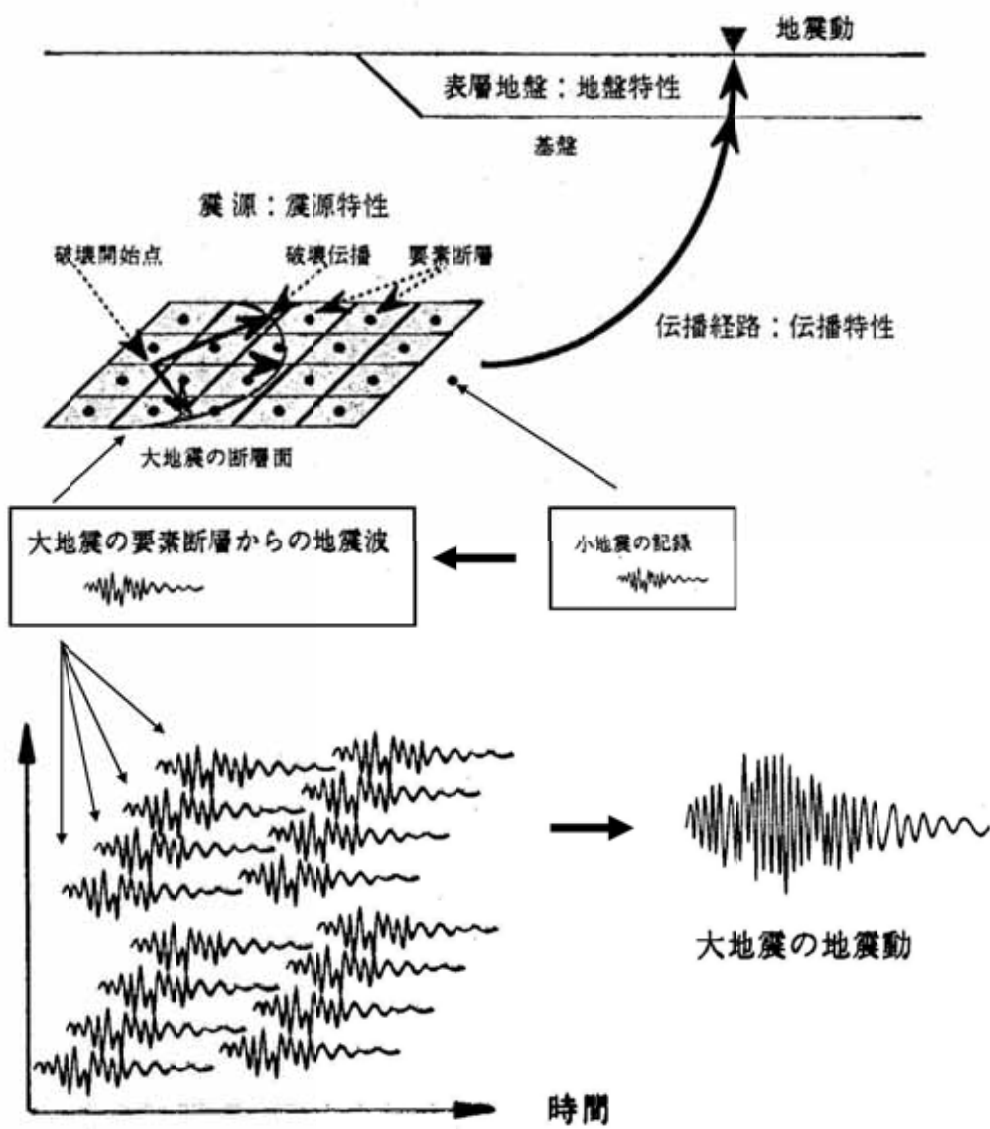 地震動
表層地盤：地盤特性
基盤
震源：震源特性
破壊開始点 破壊伝播 要素断層
伝播経路：伝播特性
大地震の断層面
大地震の要素断層からの地震波
小地震の記録
大地震の地震動
時間